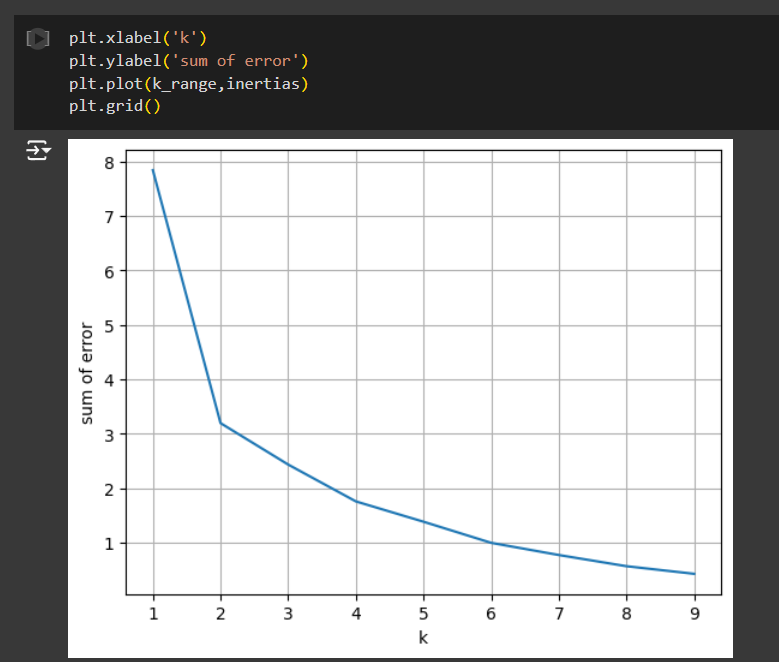 plt.xlabel('k')
plt.ylabel('sum of error')
plt.plot(k_range,inertias)
plt.grid()
8
7
6
5
4
3
2
1
sum of error
1 2 3 4 5 6 7 8 9
k